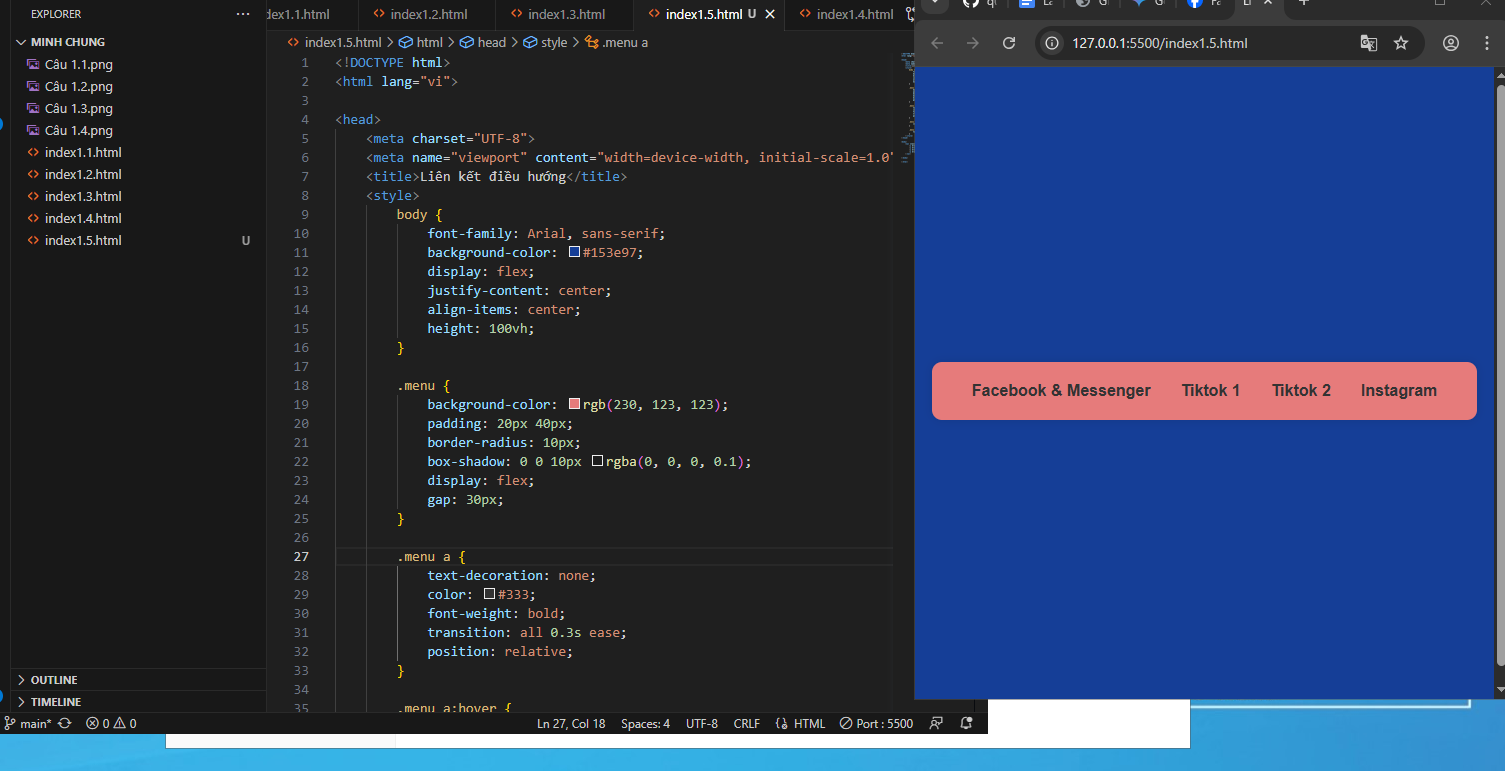 EXPLORER
MINH CHUNG
Câu 1.1.png
Câu 1.2.png
Câu 1.3.png
Câu 1.4.png
index1.1.html
index1.2.html
index1.3.html
index1.4.html
index1.5.html U
OUTLINE
TIMELINE
dex1.1.html index1.2.html index1.3.html index1.5.html U index1.4.html
index1.5.html > html > head > style > .menu a
1 <!DOCTYPE html>
2 <html lang="vi">
3
4 <head>
5 <meta charset="UTF-8">
6 <meta name="viewport" content="width=device-width, initial-scale=1.0"
7 <title>Liên kết điều hướng</title>
8 <style>
9 body {
10 font-family: Arial, sans-serif;
11 background-color: #153e97;
12 display: flex;
13 justify-content: center;
14 align-items: center;
15 height: 100vh;
16 }
17
18 .menu {
19 background-color: rgb(230, 123, 123);
20 padding: 20px 40px;
21 border-radius: 10px;
22 box-shadow: 0 0 10px rgba(0, 0, 0, 0.1);
23 display: flex;
24 gap: 30px;
25 }
26
27 .menu a {
28 text-decoration: none;
29 color: #333;
30 font-weight: bold;
31 transition: all 0.3s ease;
32 position: relative;
33 }
34
35 .menu a:hover {
main* 0 0 Ln 27, Col 18 Spaces: 4 UTF-8 CRLF HTML Port : 5500
127.0.0.1:5500/index1.5.html
Facebook & Messenger Tiktok 1 Tiktok 2 Instagram